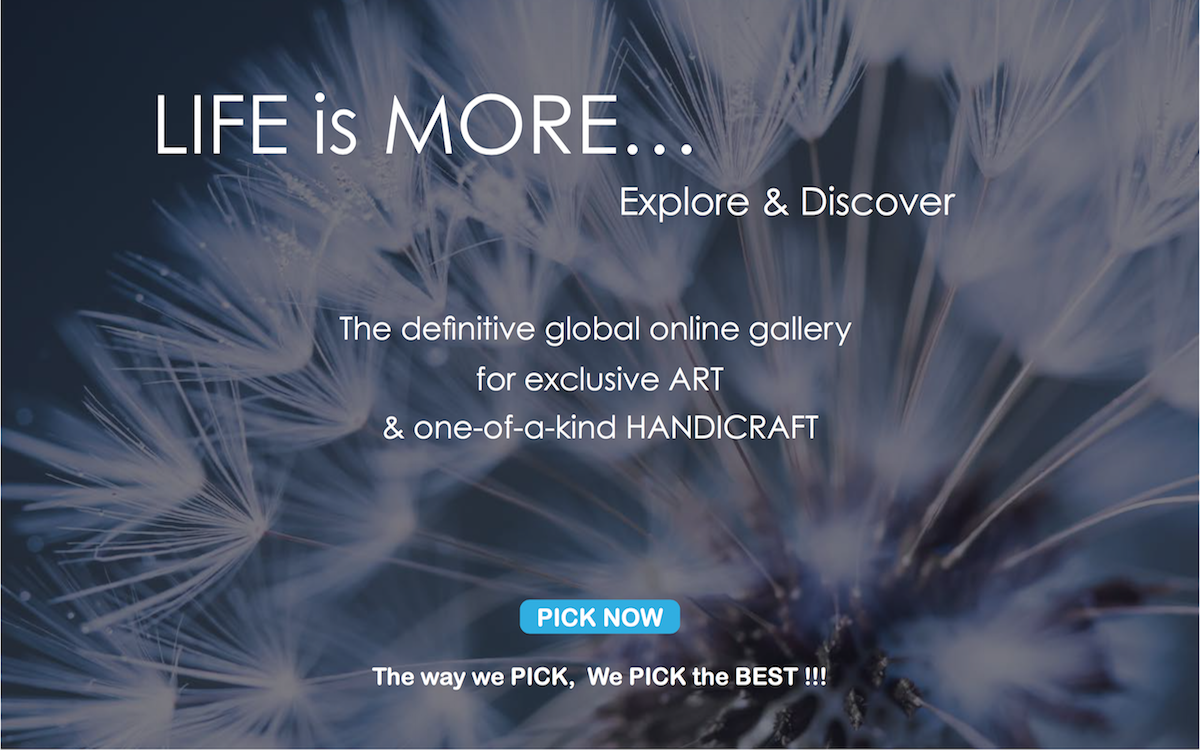 LIFE is MORE...
Explore & Discover
The definitive global online gallery
for exclusive ART
& one-of-a-kind HANDICRAFT
PICK NOW
The way we PICK, We PICK the BEST !!!